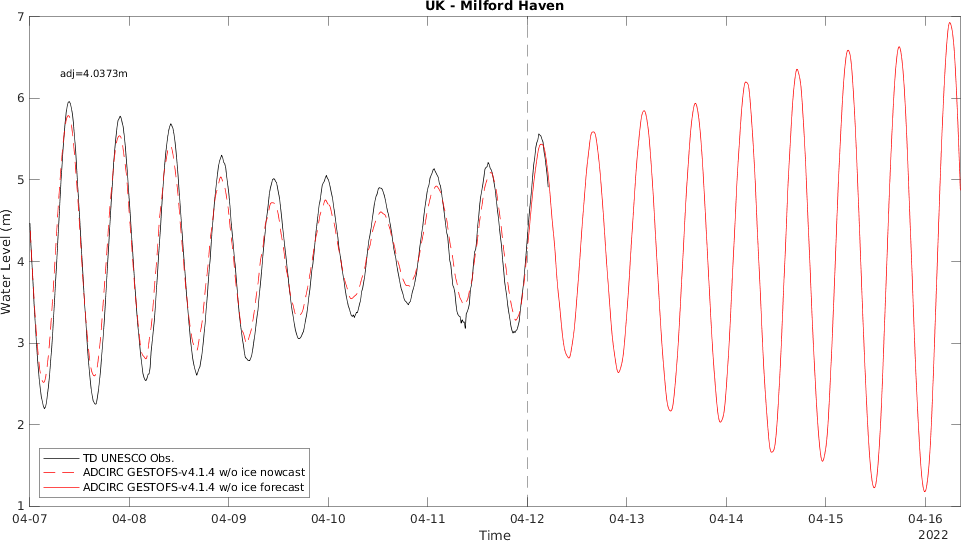 UK - Milford Haven
adj=4.0373m
Water Level (m)
7
6
5
4
3
2
1
TD UNESCO Obs.
ADCIRC GESTOFS-v4.1.4 w/o ice nowcast
ADCIRC GESTOFS-v4.1.4 w/o ice forecast
04-07 04-08 04-09 04-10 04-11 04-12 04-13 04-14 04-15 04-16
Time
2022